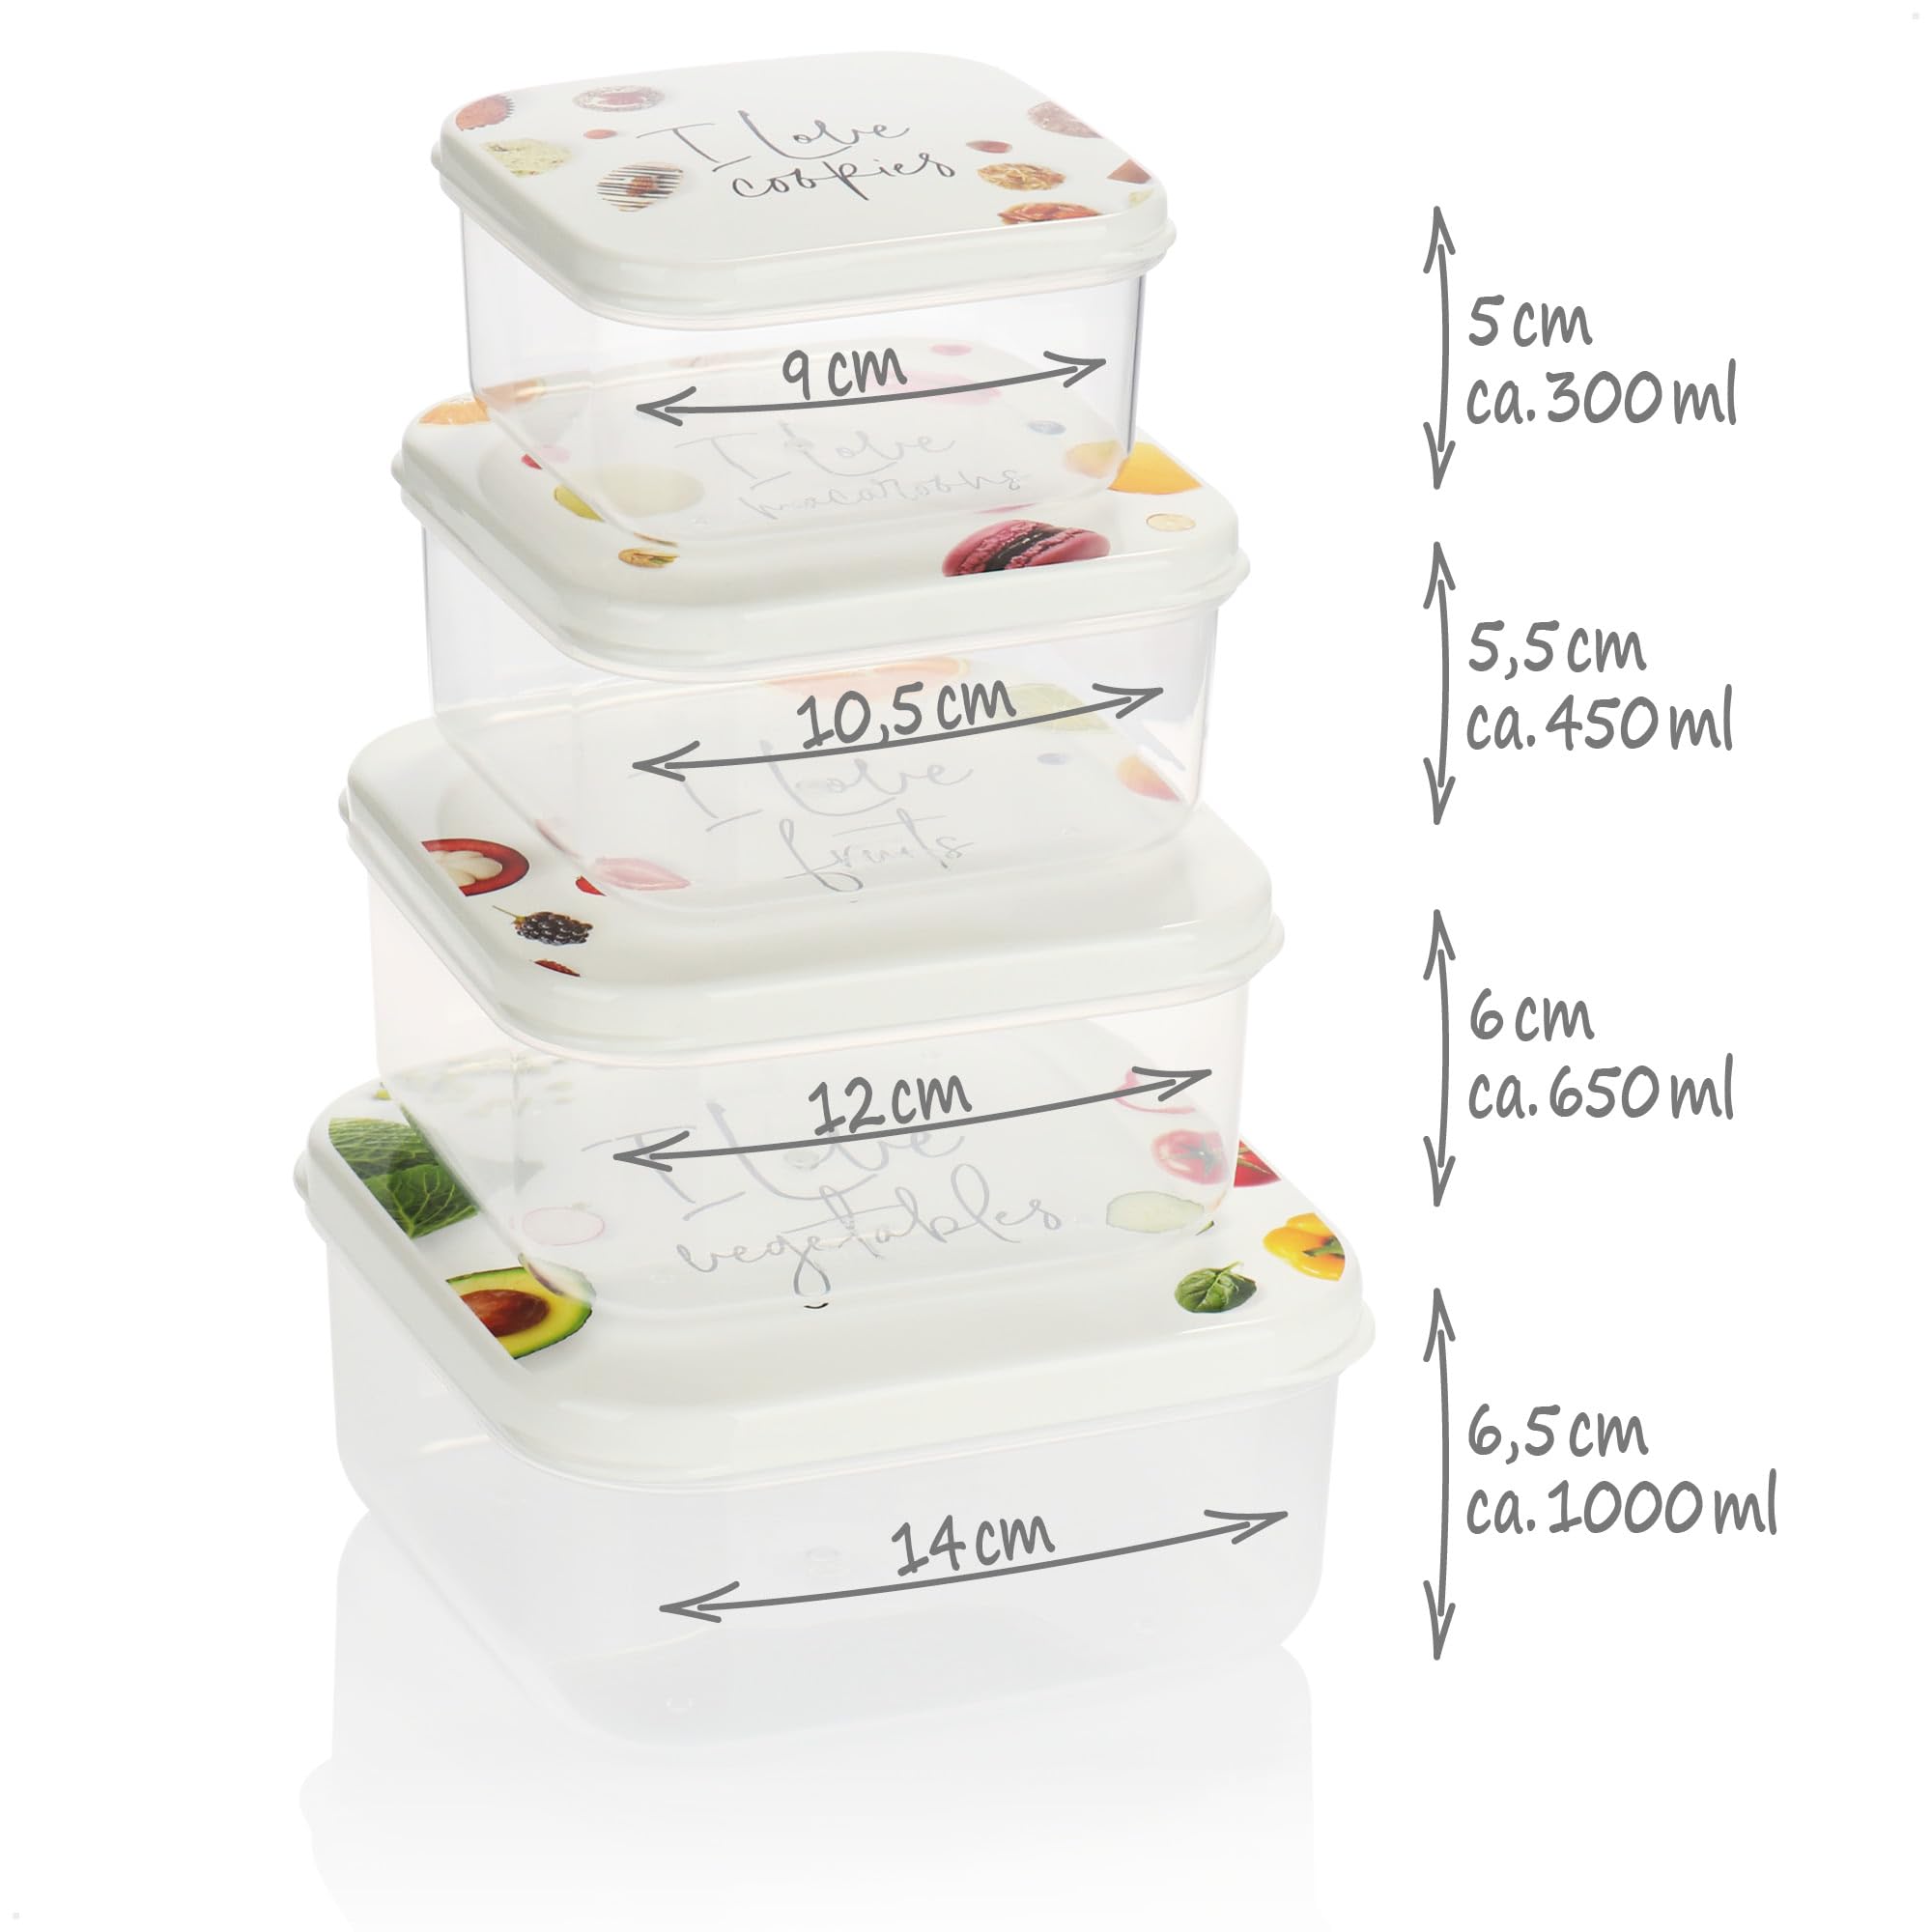 I Love
cookies
5 cm
ca. 300 ml
9 cm
I Love
macaroons
5,5 cm
ca. 450 ml
10,5 cm
I Love
fruits
6 cm
ca. 650 ml
12 cm
I Love
vegetables
6,5 cm
ca. 1000 ml
14 cm